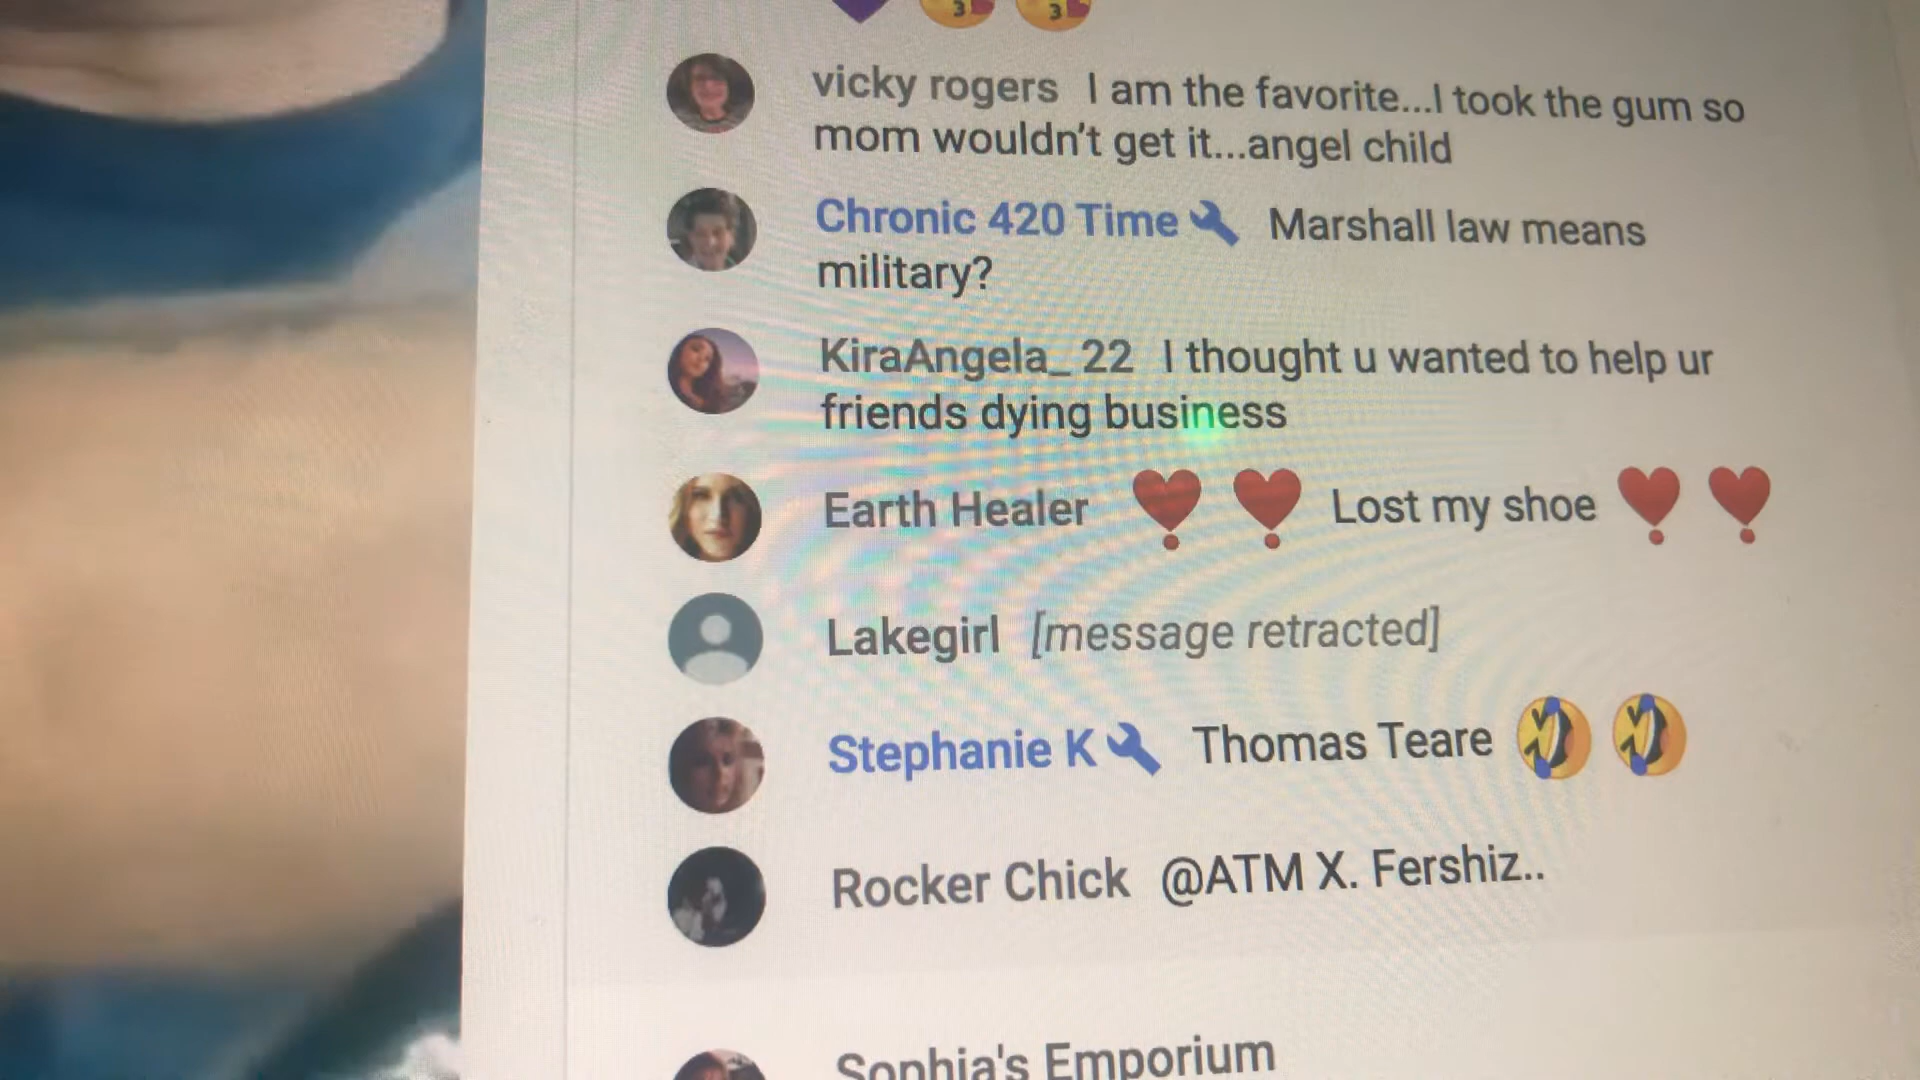 vicky rogers I am the favorite...I took the gum so
mom wouldn't get it...angel child
Chronic 420 Time Marshall law means
military?
KiraAngela_ 22 I thought u wanted to help ur
friends dying business
Earth Healer ❣️ ❣️ Lost my shoe ❣️ ❣️
Lakegirl [message retracted]
Stephanie K Thomas Teare 🤣 🤣
Rocker Chick @ATM X. Fershiz..
Sophia's Emporium